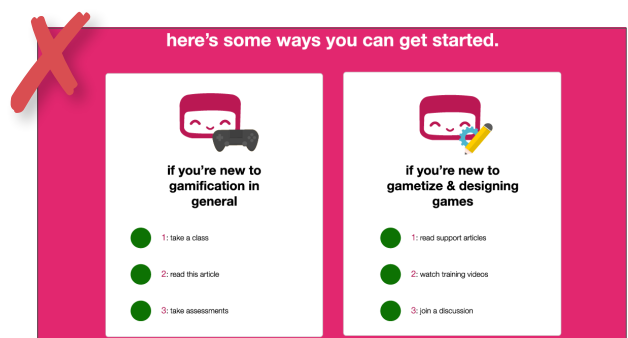 here's some ways you can get started.
if you're new to
gamification in
general
1: take a class
2: read this article
3: take assessments
if you're new to
gametize & designing
games
1: read support articles
2: watch training videos
3: join a discussion